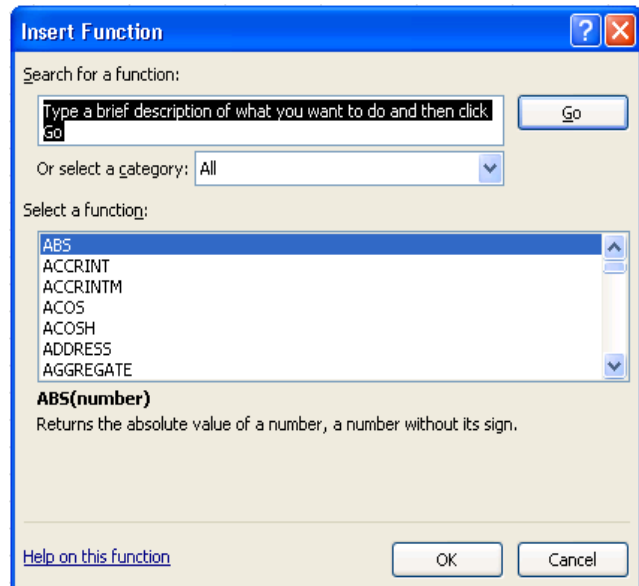 Insert Function
Search for a function:
Type a brief description of what you want to do and then click
Go
Go
Or select a category: All
Select a function:
ABS
ACCRINT
ACCRINTM
ACOS
ACOSH
ADDRESS
AGGREGATE
ABS(number)
Returns the absolute value of a number, a number without its sign.
Help on this function
OK
Cancel